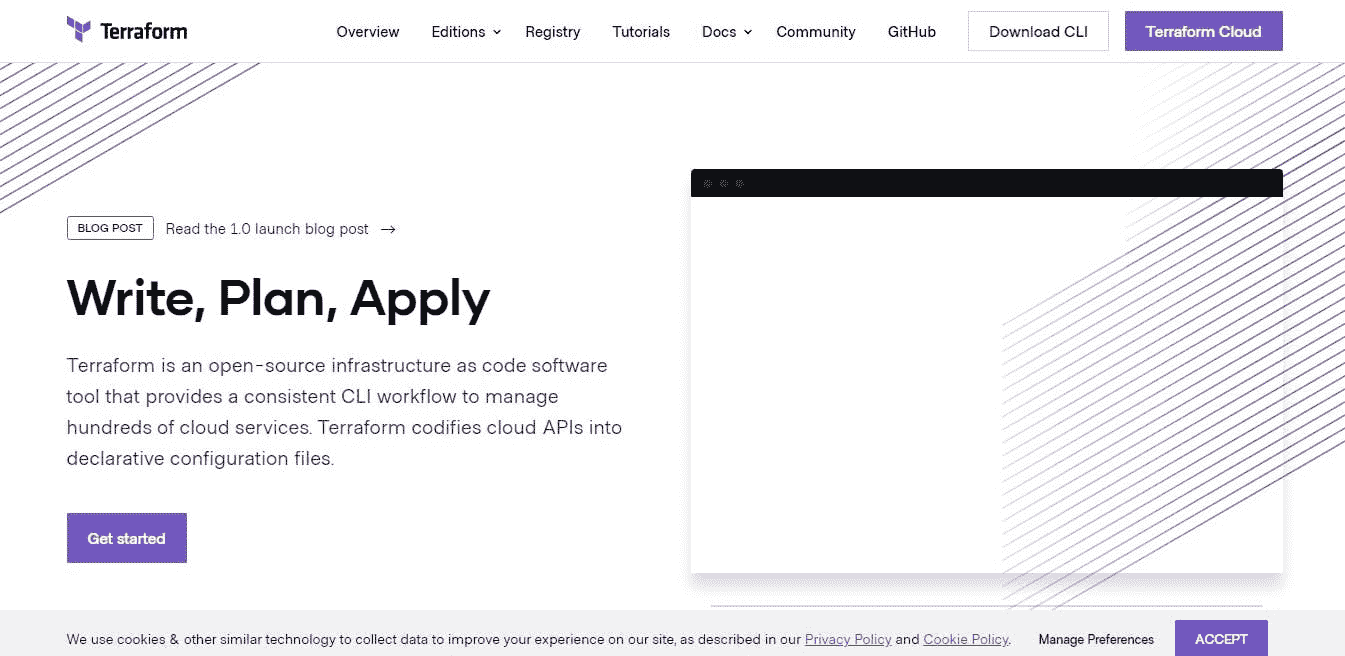 Terraform
Overview Editions Registry Tutorials Docs Community GitHub Download CLI Terraform Cloud
BLOG POST Read the 1.0 launch blog post →
Write, Plan, Apply
Terraform is an open-source infrastructure as code software
tool that provides a consistent CLI workflow to manage
hundreds of cloud services. Terraform codifies cloud APIs into
declarative configuration files.
Get started
We use cookies & other similar technology to collect data to improve your experience on our site, as described in our Privacy Policy and Cookie Policy. Manage Preferences ACCEPT